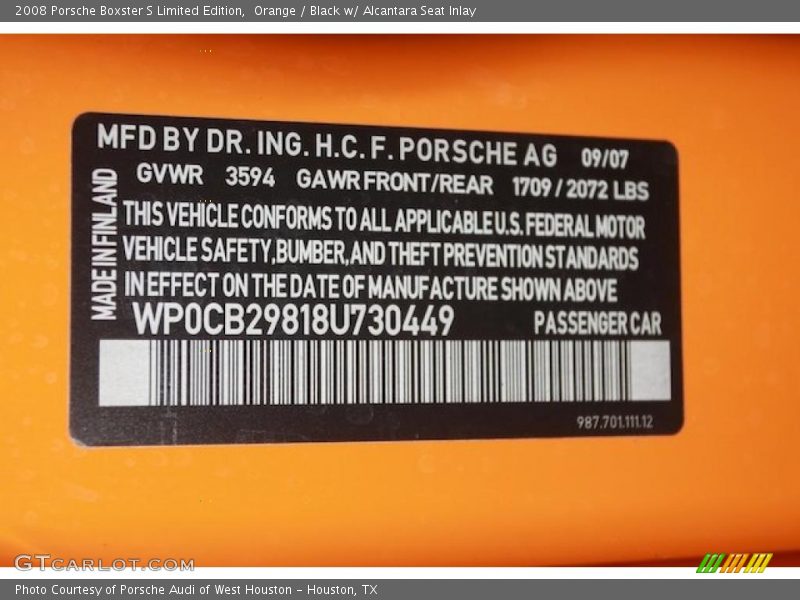 2008 Porsche Boxster S Limited Edition,  Orange / Black w/ Alcantara Seat Inlay
MFD BY DR. ING. H.C. F. PORSCHE AG 09/07
GVWR 3594 GAWR FRONT/REAR 1709 / 2072 LBS
MADE IN FINLAND
THIS VEHICLE CONFORMS TO ALL APPLICABLE U.S. FEDERAL MOTOR
VEHICLE SAFETY, BUMBER, AND THEFT PREVENTION STANDARDS
IN EFFECT ON THE DATE OF MANUFACTURE SHOWN ABOVE
WP0CB29818U730449 PASSENGER CAR
987.701.111.12
GTCARLOT.COM
Photo Courtesy of Porsche Audi of West Houston - Houston, TX